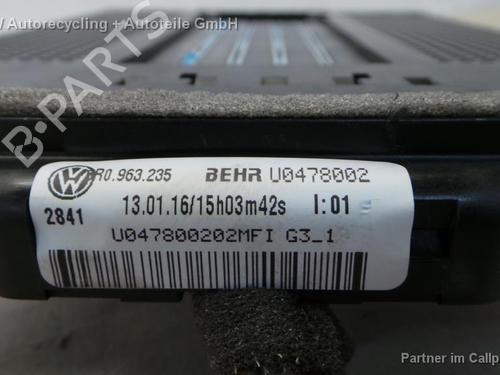 Autorecycling + Autoteile GmbH
B-PARTS
6R0.963.235 BEHR U0478002
2841 13.01.16/15h03m42s I:01
U047800202MFI G3_1
Partner im Callp